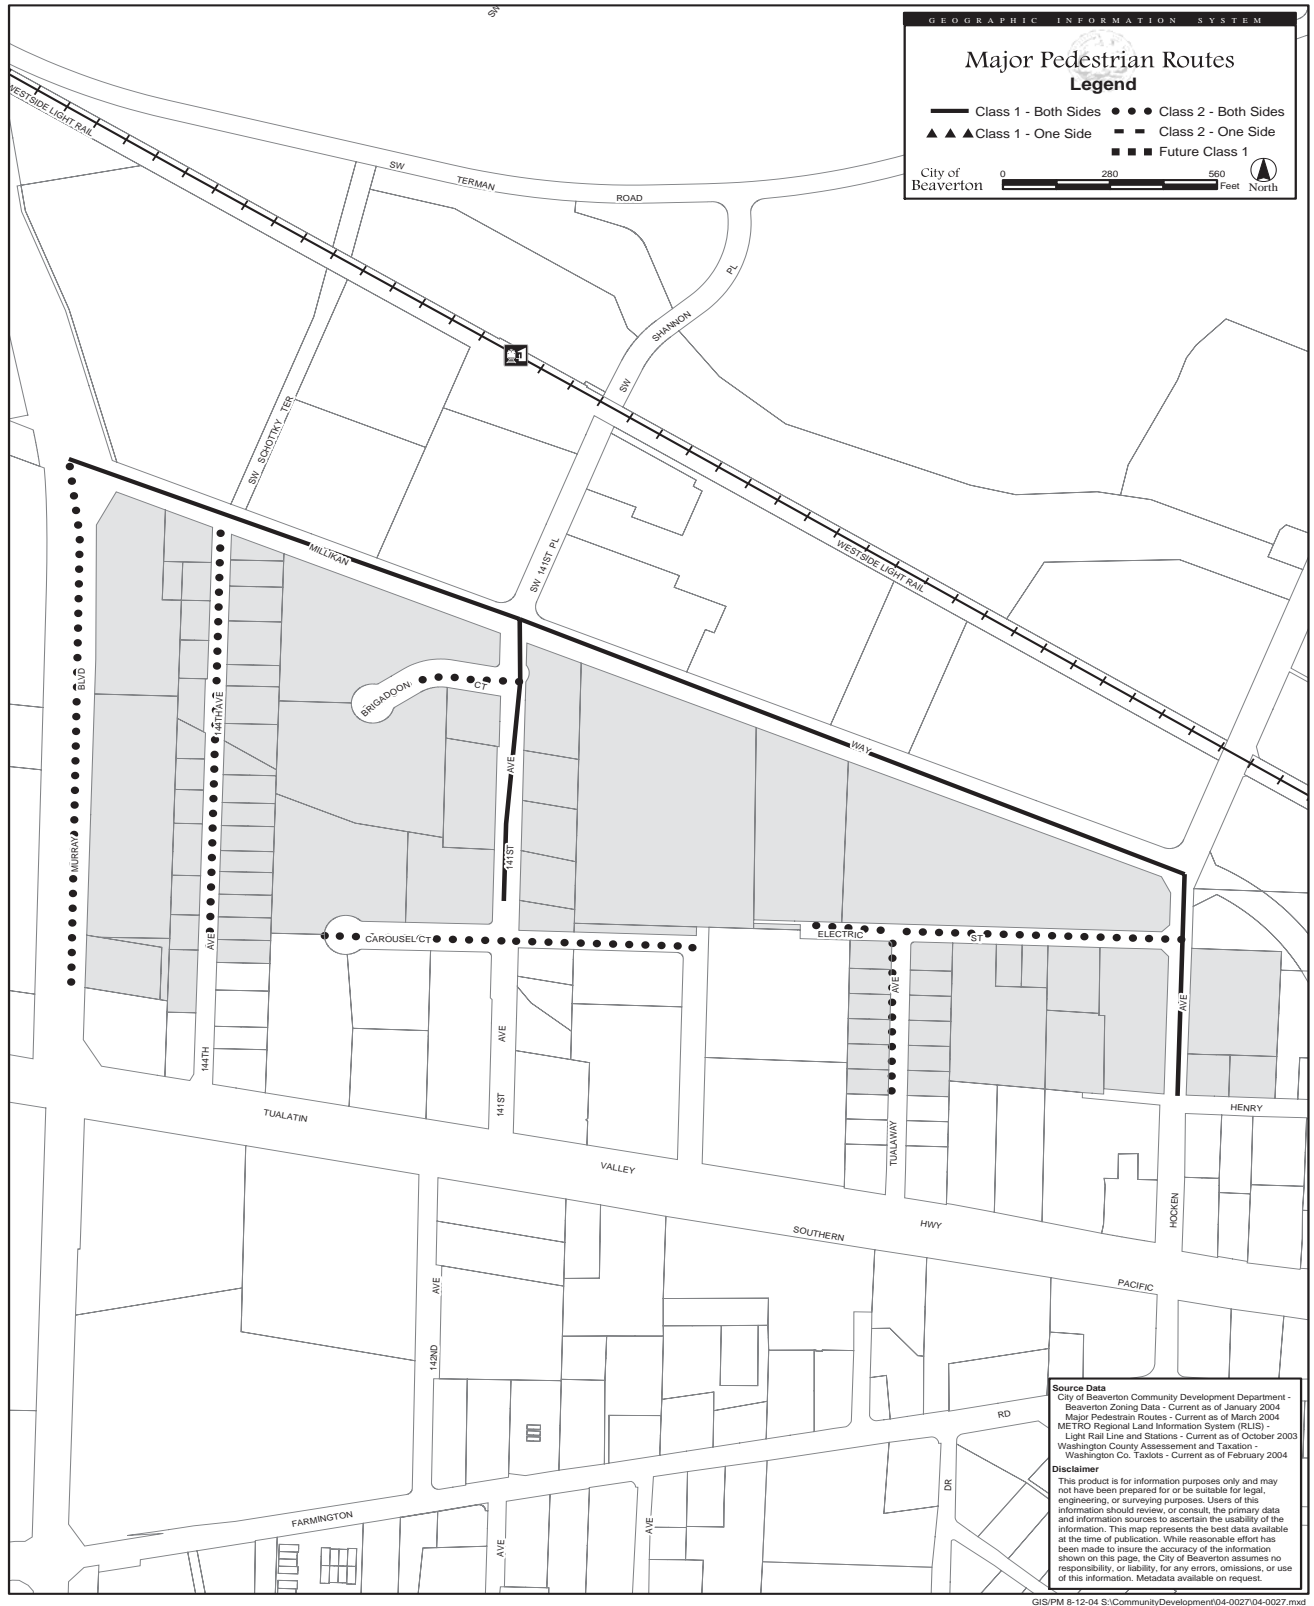 SW
GEOGRAPHIC INFORMATION SYSTEM
Major Pedestrian Routes
Legend
Class 1 - Both Sides
Class 2 - Both Sides
Class 1 - One Side
Class 2 - One Side
Future Class 1
City of
Beaverton
0 280 560
Feet
North
WESTSIDE LIGHT RAIL
SW
TERMAN
ROAD
PL
SHANNON
SW
SW SCHOTTKY TER
MILLIKAN
SW 141ST PL
WESTSIDE LIGHT RAIL
BLVD
MURRAY
144TH AVE
BRIGADOON
CT
AVE
141ST
WAY
AVE
CAROUSEL CT
ELECTRIC
ST
AVE
AVE
AVE
144TH
141ST
TUALATIN
VALLEY
TUALAWAY
HENRY
HOCKEN
SOUTHERN
HWY
PACIFIC
AVE
142ND
RD
DR
FARMINGTON
AVE
AVE
Source Data
City of Beaverton Community Development Department -
Beaverton Zoning Data - Current as of January 2004
Major Pedestrain Routes - Current as of March 2004
METRO Regional Land Information System (RLIS) -
Light Rail Line and Stations - Current as of October 2003
Washington County Assessement and Taxation -
Washington Co. Taxlots - Current as of February 2004
Disclaimer
This product is for information purposes only and may
not have been prepared for or be suitable for legal,
engineering, or surveying purposes. Users of this
information should review, or consult, the primary data
and information sources to ascertain the usability of the
information. This map represents the best data available
at the time of publication. While reasonable effort has
been made to insure the accuracy of the information
shown on this page, the City of Beaverton assumes no
responsibility, or liability, for any errors, omissions, or use
of this information. Metadata available on request.
GIS/PM 8-12-04 S:\CommunityDevelopment\04-0027\04-0027.mxd